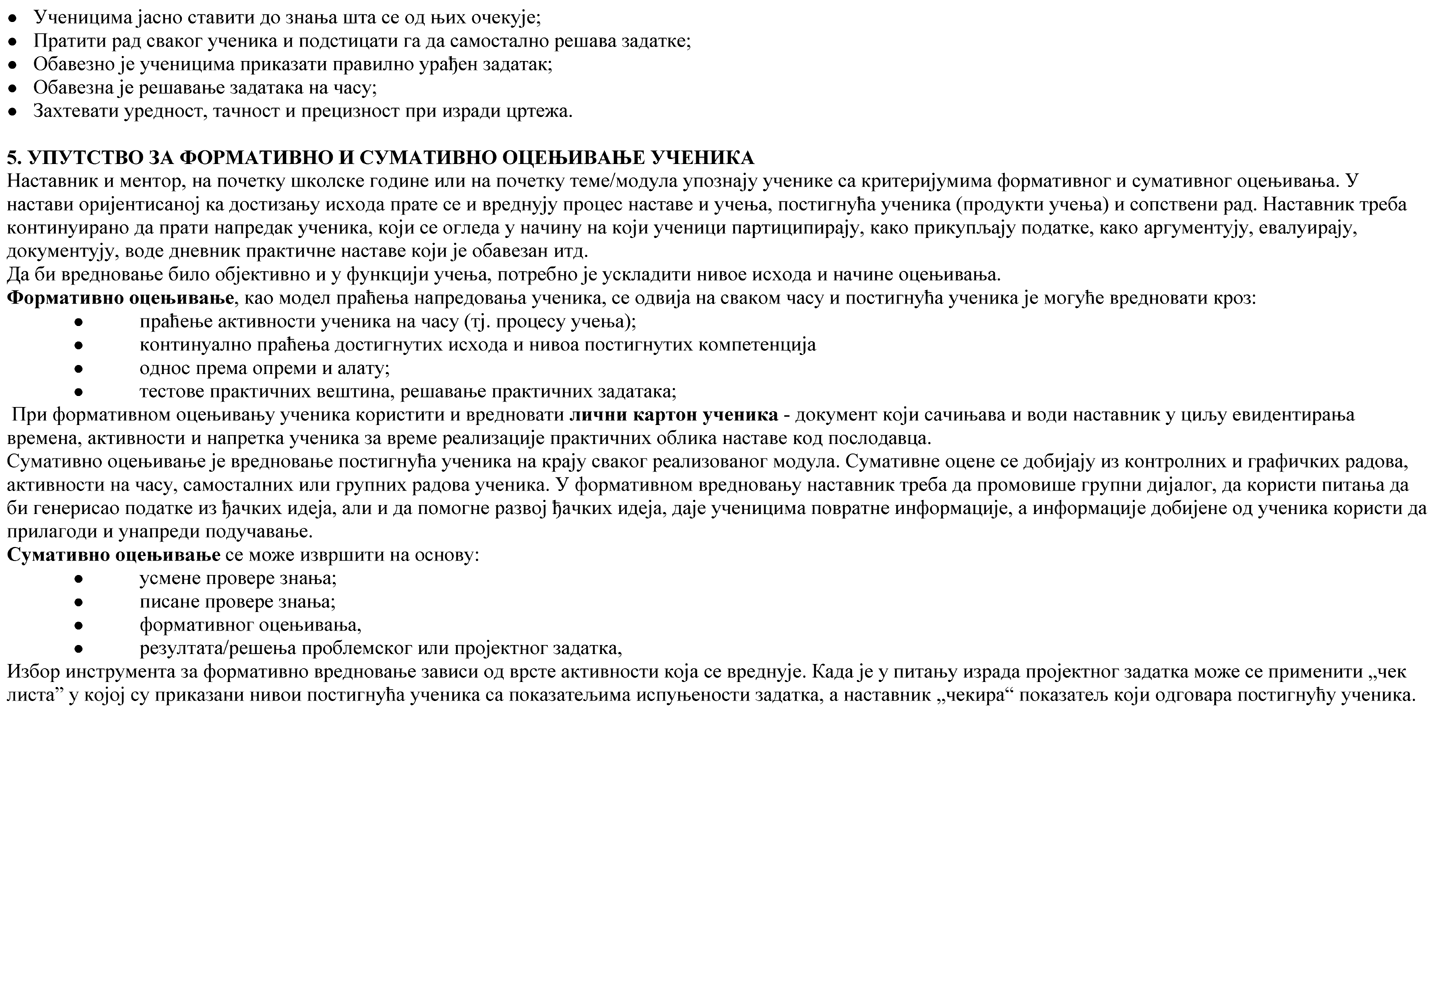 ● Ученицима јасно ставити до знања шта се од њих очекује;
● Пратити рад сваког ученика и подстицати га да самостално решава задатке;
● Обавезно је ученицима приказати правилно урађен задатак;
● Обавезна је решавање задатака на часу;
● Захтевати уредност, тачност и прецизност при изради цртежа.
5. УПУТСТВО ЗА ФОРМАТИВНО И СУМАТИВНО ОЦЕЊИВАЊЕ УЧЕНИКА
Наставник и ментор, на почетку школске године или на почетку теме/модула упознају ученике са критеријумима формативног и сумативног оцењивања. У
настави оријентисаној ка достизању исхода прате се и вреднују процес наставе и учења, постигнућа ученика (продукти учења) и сопствени рад. Наставник треба
континуирано да прати напредак ученика, који се огледа у начину на који ученици партиципирају, како прикупљају податке, како аргументују, евалуирају,
документују, воде дневник практичне наставе који је обавезан итд.
Да би вредновање било објективно и у функцији учења, потребно је ускладити нивое исхода и начине оцењивања.
Формативно оцењивање, као модел праћења напредовања ученика, се одвија на сваком часу и постигнућа ученика је могуће вредновати кроз:
● праћење активности ученика на часу (тј. процесу учења);
● континуално праћења достигнутих исхода и нивоа постигнутих компетенција
● однос према опреми и алату;
● тестове практичних вештина, решавање практичних задатака;
При формативном оцењивању ученика користити и вредновати лични картон ученика - документ који сачињава и води наставник у циљу евидентирања
времена, активности и напретка ученика за време реализације практичних облика наставе код послодавца.
Сумативно оцењивање је вредновање постигнућа ученика на крају сваког реализованог модула. Сумативне оцене се добијају из контролних и графичких радова,
активности на часу, самосталних или групних радова ученика. У формативном вредновању наставник треба да промовише групни дијалог, да користи питања да
би генерисао податке из ђачких идеја, али и да помогне развој ђачких идеја, даје ученицима повратне информације, а информације добијене од ученика користи да
прилагоди и унапреди подучавање.
Сумативно оцењивање се може извршити на основу:
● усмене провере знања;
● писане провере знања;
● формативног оцењивања,
● резултата/решења проблемског или пројектног задатка,
Избор инструмента за формативно вредновање зависи од врсте активности која се вреднује. Када је у питању израда пројектног задатка може се применити „чек
листа” у којој су приказани нивои постигнућа ученика са показатељима испуњености задатка, а наставник „чекира“ показатељ који одговара постигнућу ученика.